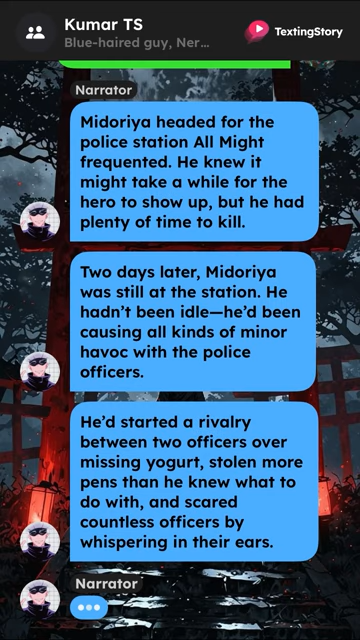 Kumar TS
TextingStory
Blue-haired guy, Ner...
Narrator
Midoriya headed for the
police station All Might
frequented. He knew it
might take a while for the
hero to show up, but he had
plenty of time to kill.
Two days later, Midoriya
was still at the station. He
hadn’t been idle—he’d been
causing all kinds of minor
havoc with the police
officers.
He’d started a rivalry
between two officers over
missing yogurt, stolen more
pens than he knew what to
do with, and scared
countless officers by
whispering in their ears.
Narrator